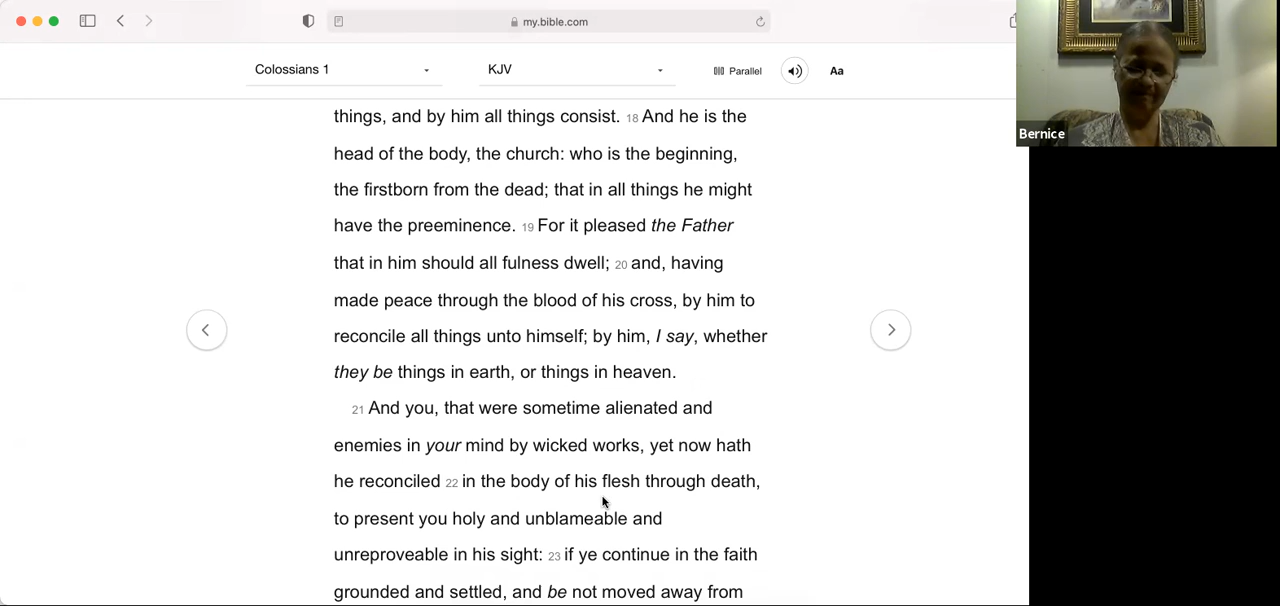 my.bible.com
Colossians 1
KJV
Parallel
Aa
things, and by him all things consist. 18 And he is the
head of the body, the church: who is the beginning,
the firstborn from the dead; that in all things he might
have the preeminence. 19 For it pleased the Father
that in him should all fulness dwell; 20 and, having
made peace through the blood of his cross, by him to
reconcile all things unto himself; by him, I say, whether
they be things in earth, or things in heaven.
21 And you, that were sometime alienated and
enemies in your mind by wicked works, yet now hath
he reconciled 22 in the body of his flesh through death,
to present you holy and unblameable and
unreproveable in his sight: 23 if ye continue in the faith
grounded and settled, and be not moved away from
Bernice